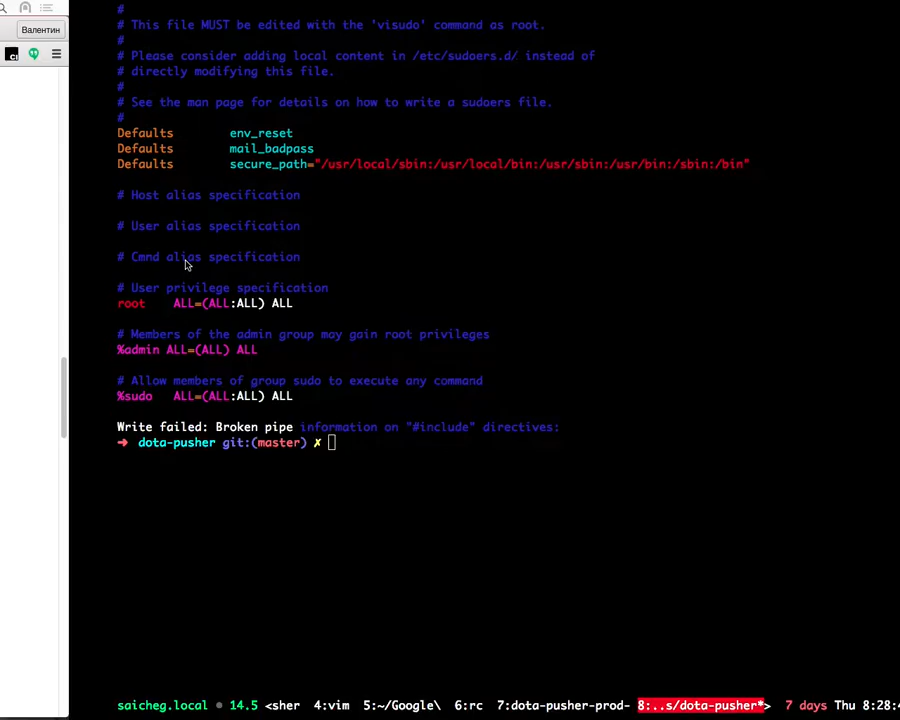 Валентин
#
# This file MUST be edited with the 'visudo' command as root.
#
# Please consider adding local content in /etc/sudoers.d/ instead of
# directly modifying this file.
#
# See the man page for details on how to write a sudoers file.
#
Defaults env_reset
Defaults mail_badpass
Defaults secure_path="/usr/local/sbin:/usr/local/bin:/usr/sbin:/usr/bin:/sbin:/bin"
# Host alias specification
# User alias specification
# Cmnd alias specification
# User privilege specification
root ALL=(ALL:ALL) ALL
# Members of the admin group may gain root privileges
%admin ALL=(ALL) ALL
# Allow members of group sudo to execute any command
%sudo ALL=(ALL:ALL) ALL
Write failed: Broken pipe information on "#include" directives:
➜ dota-pusher git:(master) ✗
saicheg.local • 14.5 <sher 4:vim 5:~/Google\ 6:rc 7:dota-pusher-prod- 8:..s/dota-pusher*> 7 days Thu 8:28: